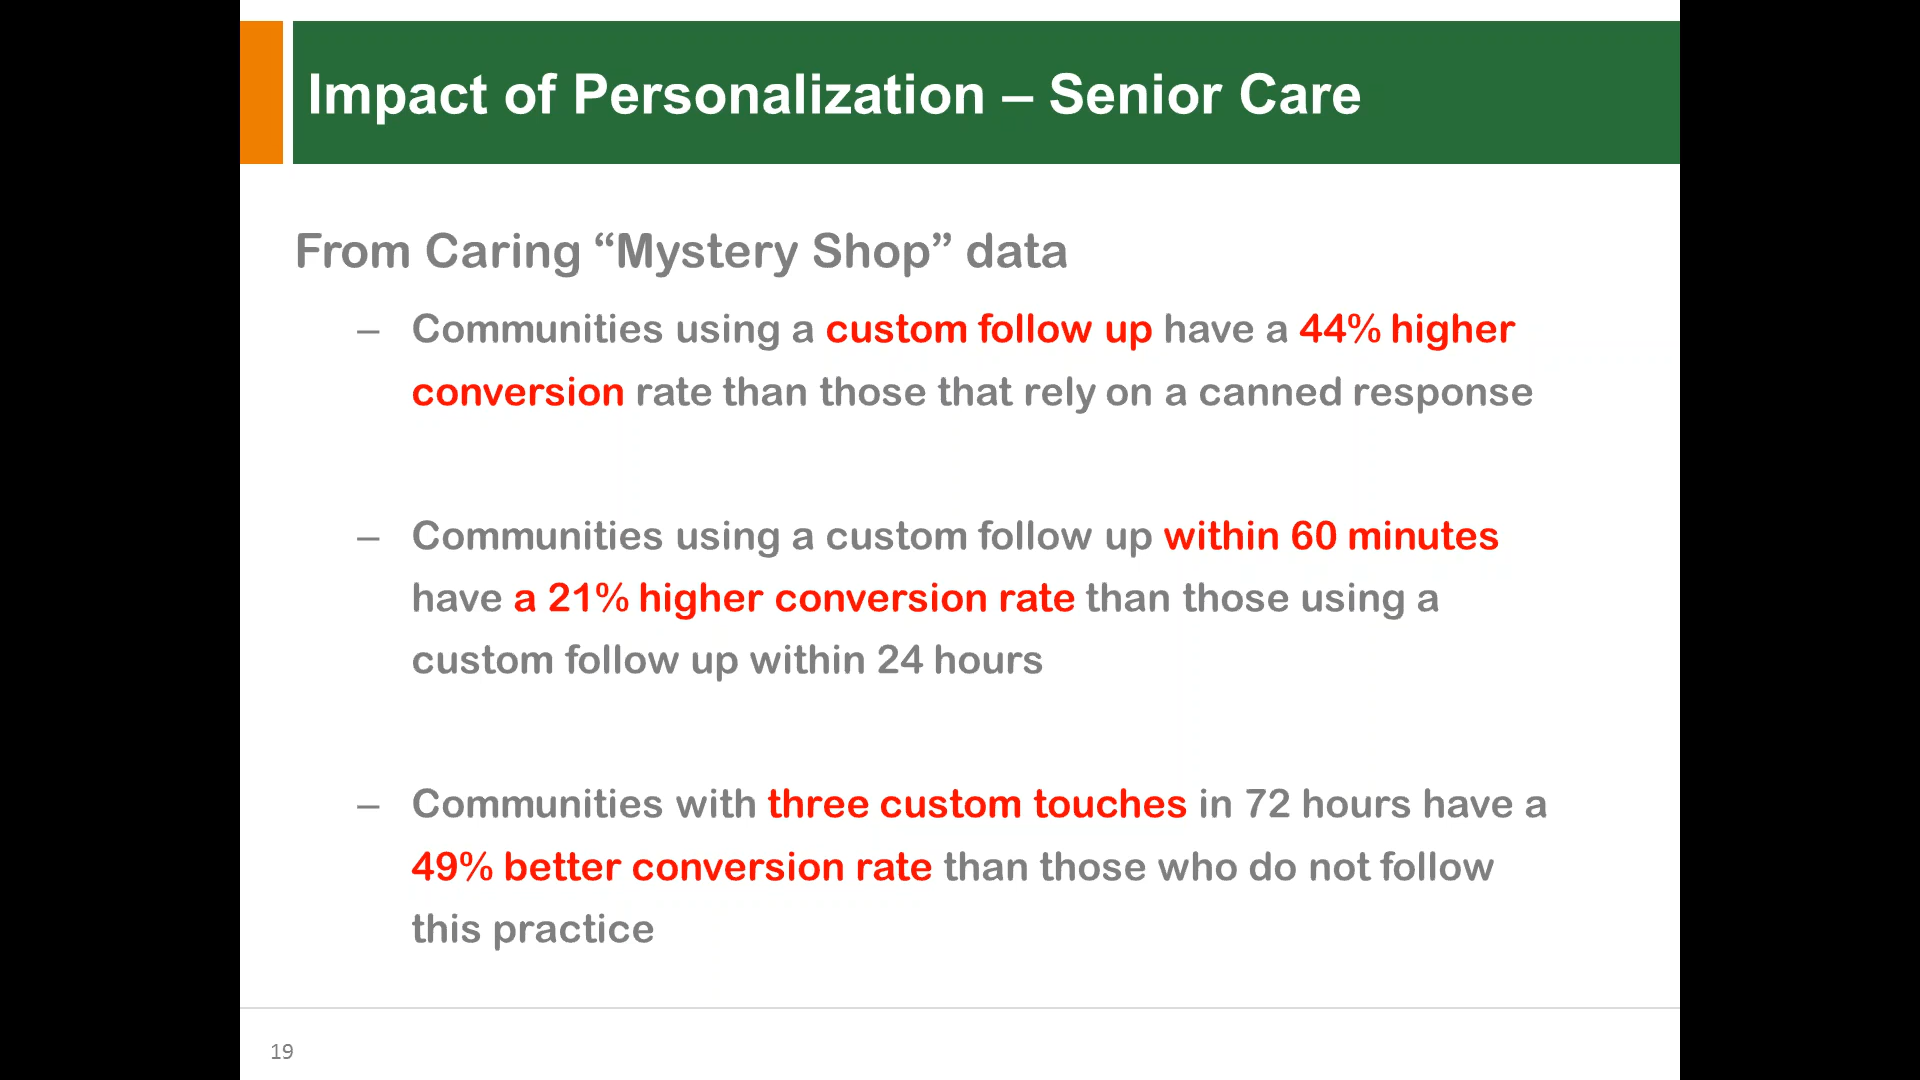 Impact of Personalization – Senior Care
From Caring “Mystery Shop” data
– Communities using a custom follow up have a 44% higher
conversion rate than those that rely on a canned response
– Communities using a custom follow up within 60 minutes
have a 21% higher conversion rate than those using a
custom follow up within 24 hours
– Communities with three custom touches in 72 hours have a
49% better conversion rate than those who do not follow
this practice
19